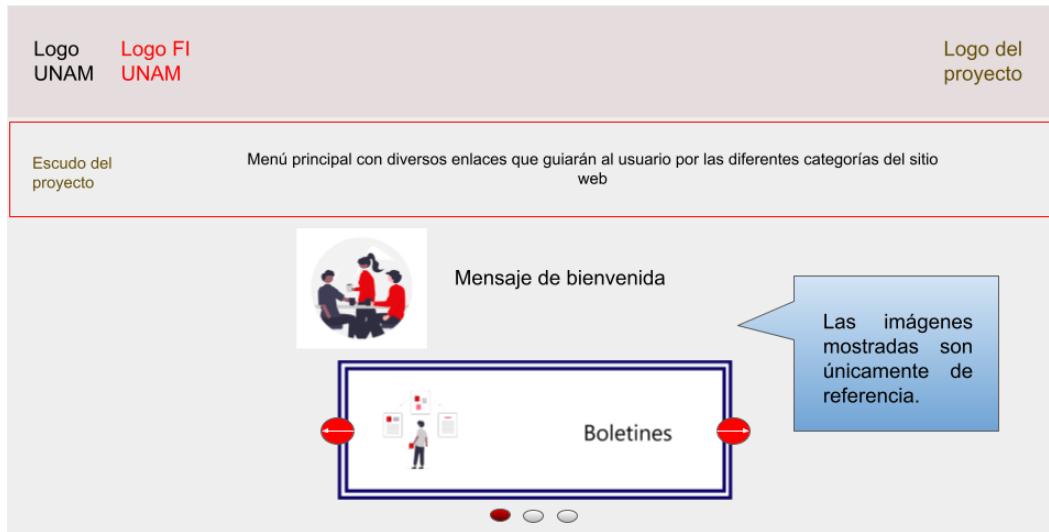 Logo
UNAM
Logo FI
UNAM
Logo del
proyecto
Escudo del
proyecto
Menú principal con diversos enlaces que guiarán al usuario por las diferentes categorías del sitio
web
Mensaje de bienvenida
Las imágenes
mostradas son
únicamente de
referencia.
Boletines